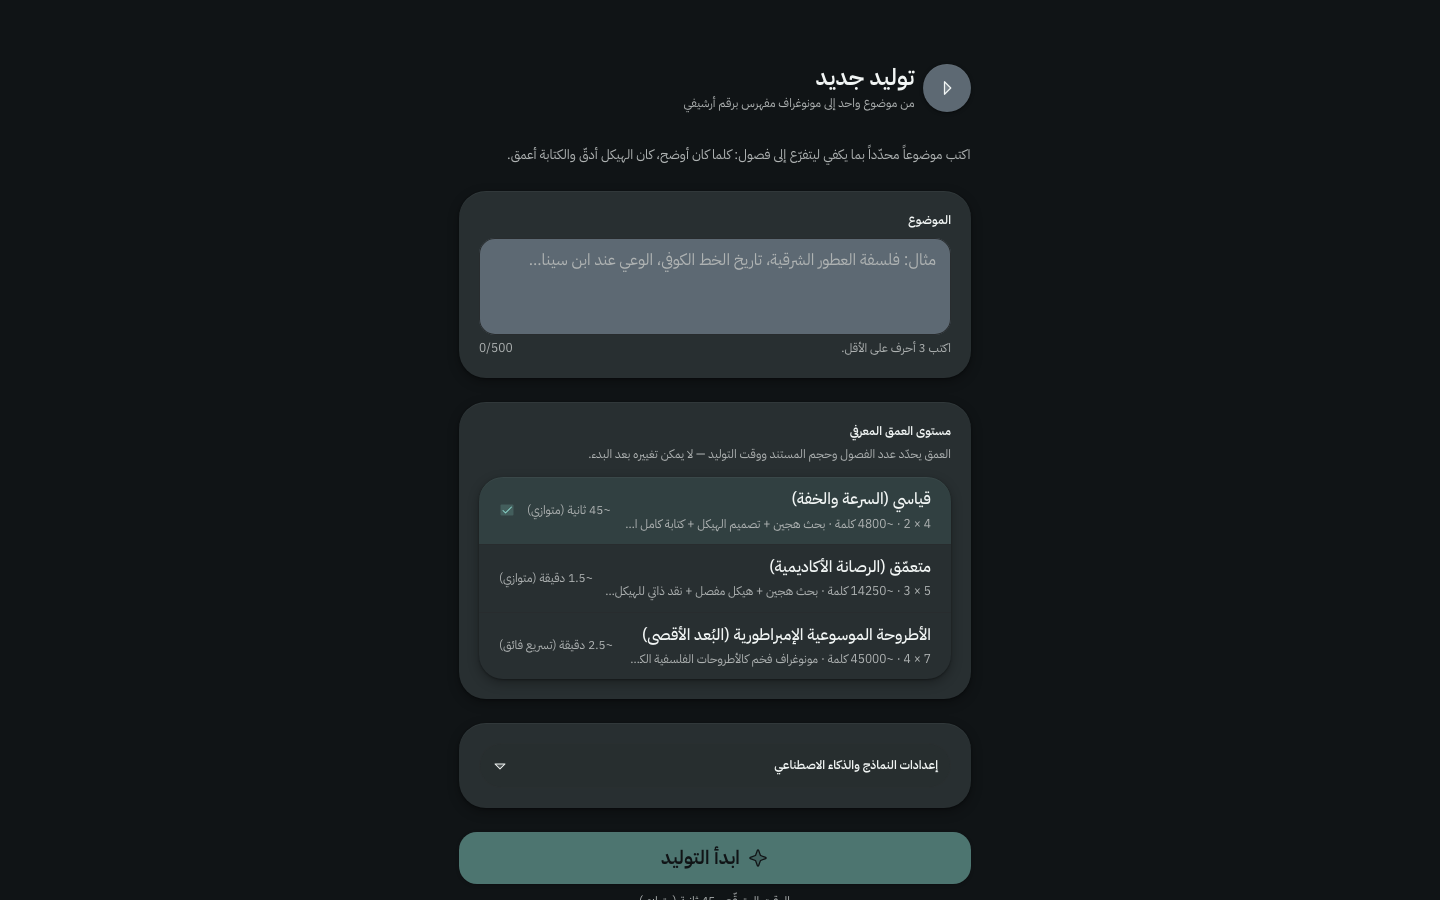 توليد جديد
من موضوع واحد إلى مونوغراف مفهرس برقم أرشيفي
اكتب موضوعاً محدّداً بما يكفي ليتفرّع إلى فصول: كلما كان أوضح، كان الهيكل أدقّ والكتابة أعمق.
الموضوع
مثال: فلسفة العطور الشرقية، تاريخ الخط الكوفي، الوعي عند ابن سينا...
اكتب 3 أحرف على الأقل.
0/500
مستوى العمق المعرفي
العمق يحدّد عدد الفصول وحجم المستند ووقت التوليد — لا يمكن تغييره بعد البدء.
قياسي (السرعة والخفة)
4 × 2 · ~4800 كلمة · بحث هجين + تصميم الهيكل + كتابة كامل ا...
~45 ثانية (متوازي)
متعمّق (الرصانة الأكاديمية)
5 × 3 · ~14250 كلمة · بحث هجين + هيكل مفصل + نقد ذاتي للهيكل...
~1.5 دقيقة (متوازي)
الأطروحة الموسوعية الإمبراطورية (البُعد الأقصى)
7 × 4 · ~45000 كلمة · مونوغراف فخم كالأطروحات الفلسفية الكـ...
~2.5 دقيقة (تسريع فائق)
إعدادات النماذج والذكاء الاصطناعي
ابدأ التوليد